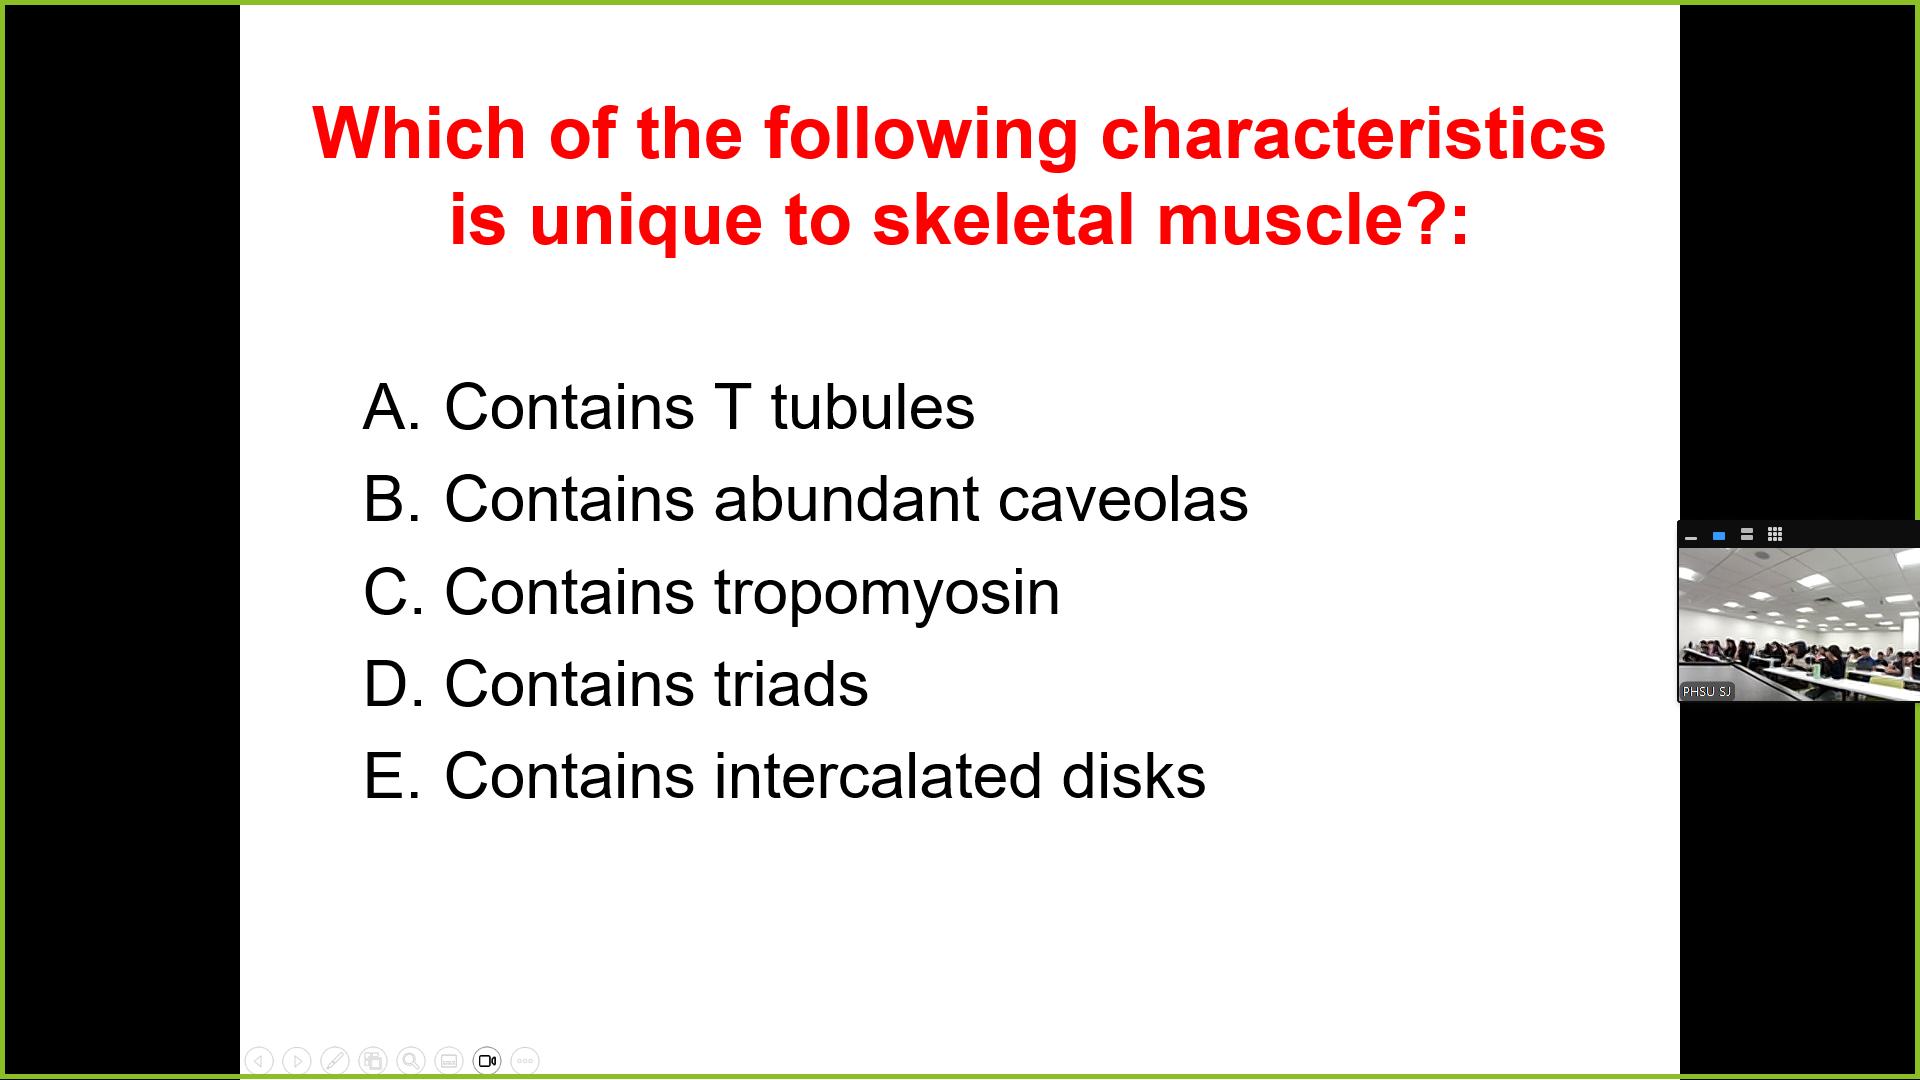 Which of the following characteristics
is unique to skeletal muscle?:
A. Contains T tubules
B. Contains abundant caveolas
C. Contains tropomyosin
D. Contains triads
E. Contains intercalated disks
PHSU SJ